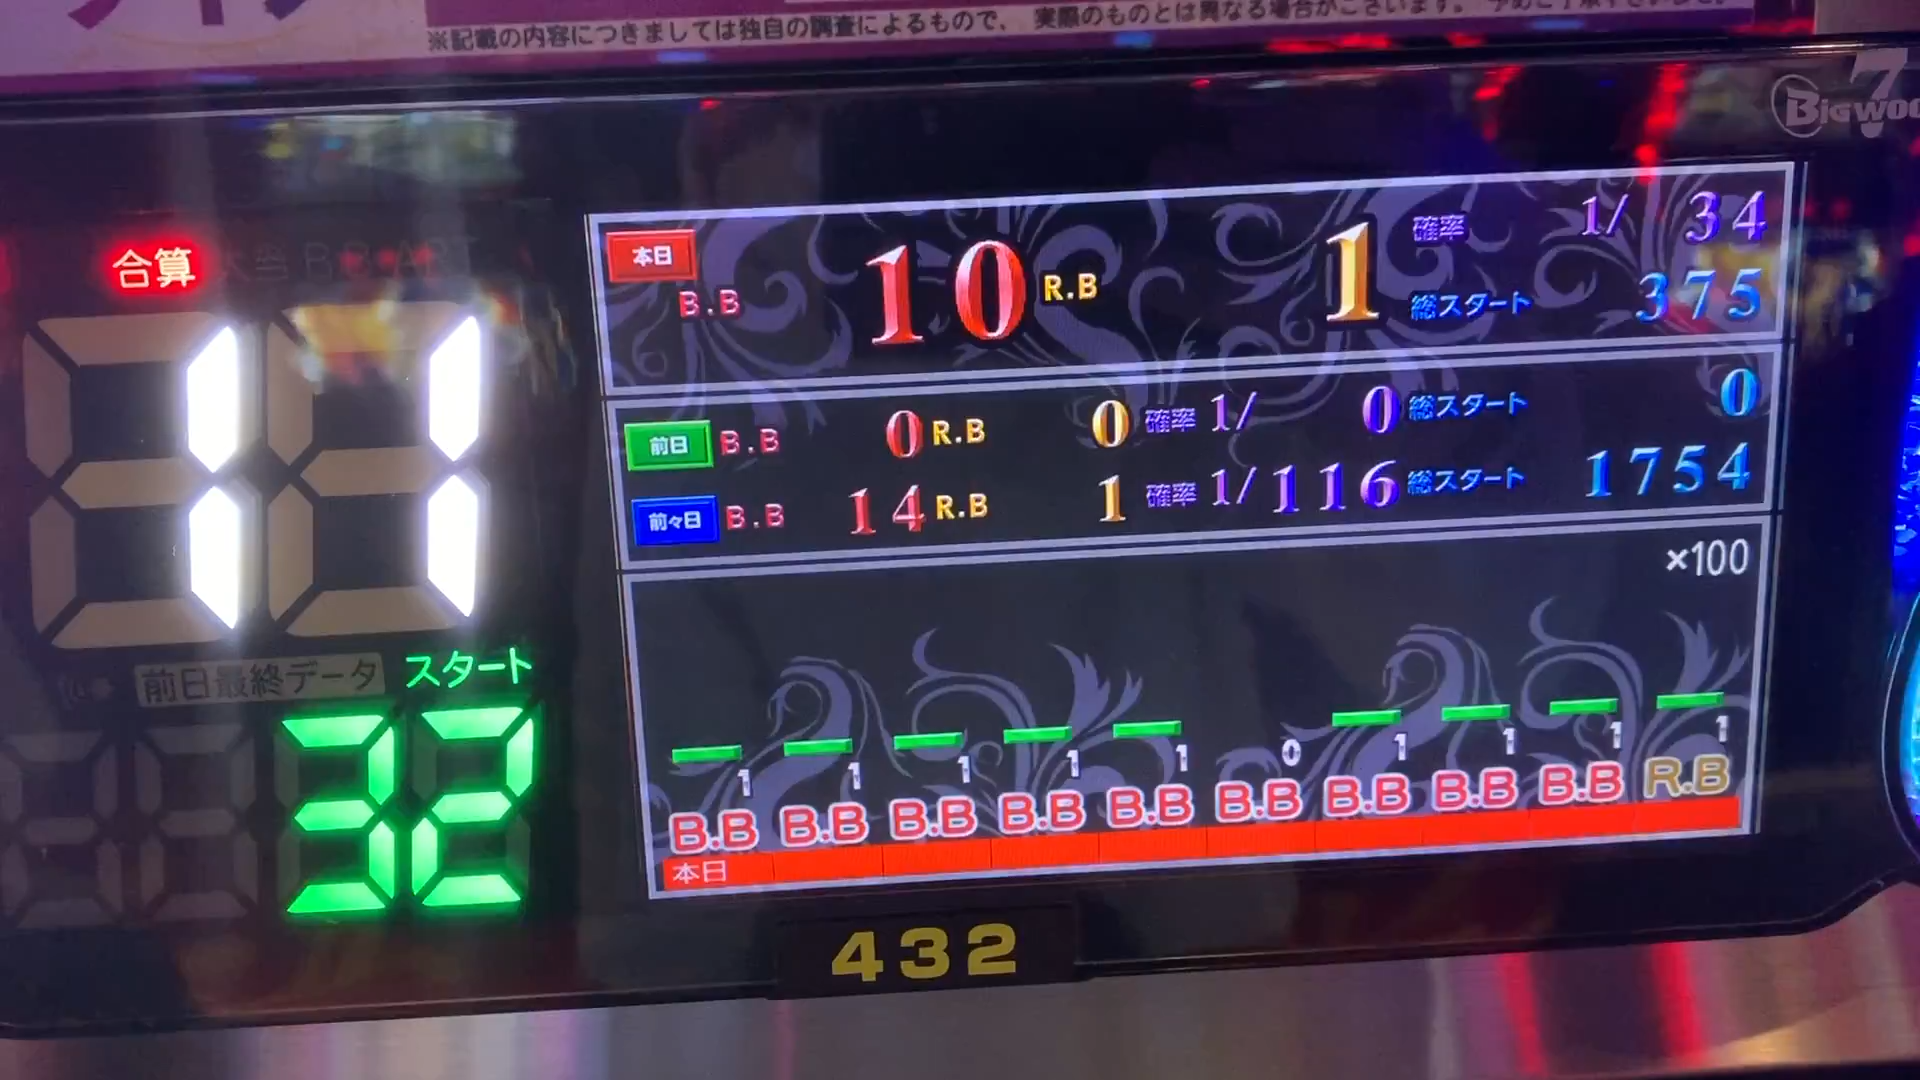 ※記載の内容につきましては独自の調査によるもので、 実際のものとは異なる場合がございます。
合算
11
前日最終データ
スタート
32
本日 B.B 10 R.B 1 確率 1/ 34
総スタート 375
前日 B.B 0 R.B 0 確率 1/ 0 総スタート 0
前々日 B.B 14 R.B 1 確率 1/116 総スタート 1754
×100
1 1 1 1 1 0 1 1 1 1
B.B B.B B.B B.B B.B B.B B.B B.B B.B R.B
本日
432